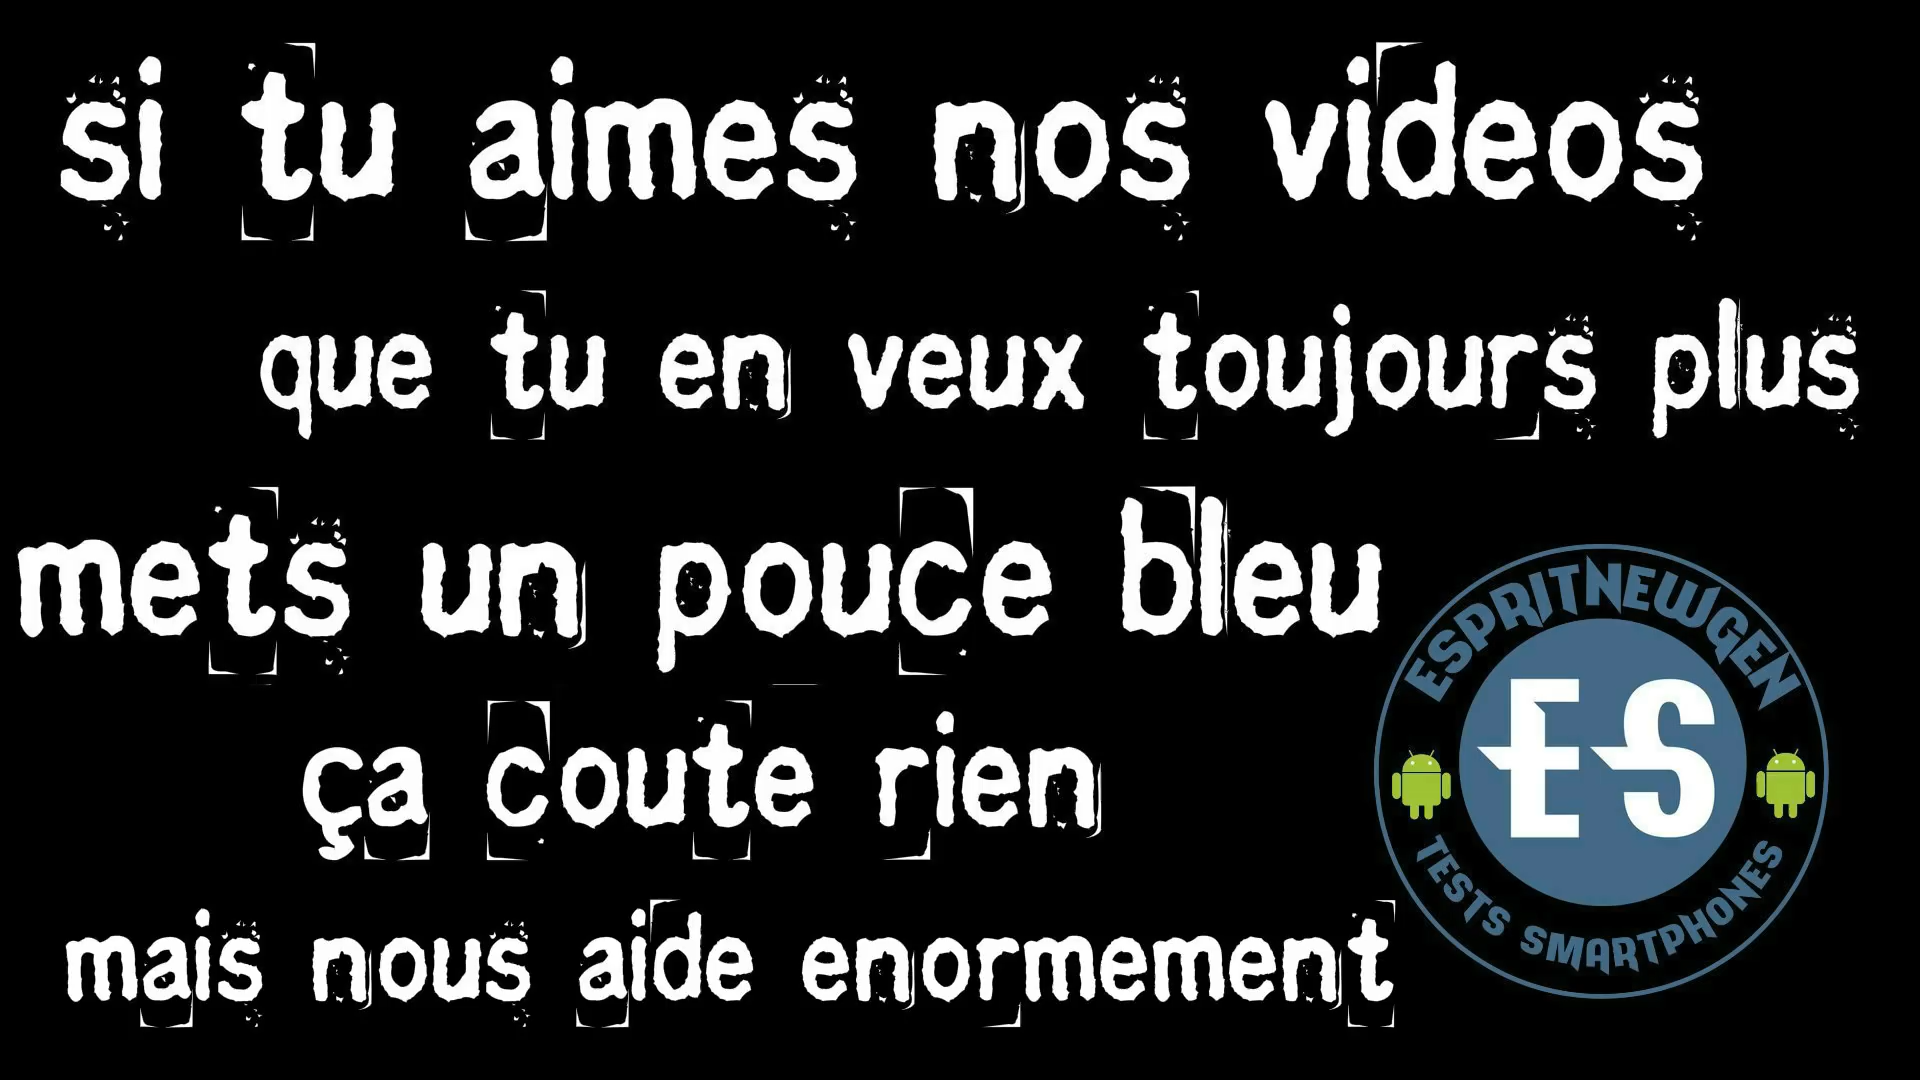 si tu aimes nos videos
que tu en veux toujours plus
mets un pouce bleu
ça coute rien
mais nous aide enormement
ESPRITNEWGEN
ES
TESTS SMARTPHONES